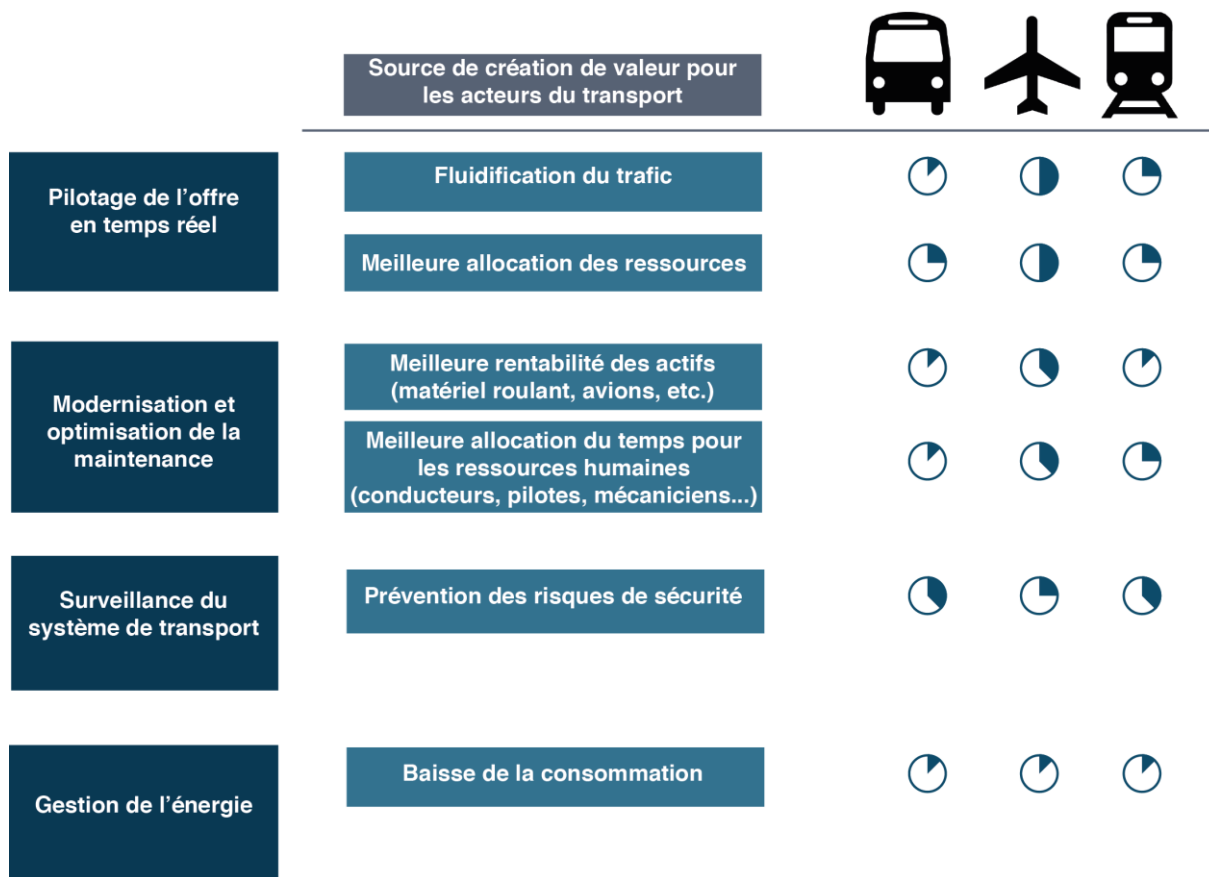 Source de création de valeur pour
les acteurs du transport
Pilotage de l’offre
en temps réel
Fluidification du trafic
Meilleure allocation des ressources
Modernisation et
optimisation de la
maintenance
Meilleure rentabilité des actifs
(matériel roulant, avions, etc.)
Meilleure allocation du temps pour
les ressources humaines
(conducteurs, pilotes, mécaniciens...)
Surveillance du
système de transport
Prévention des risques de sécurité
Gestion de l’énergie
Baisse de la consommation